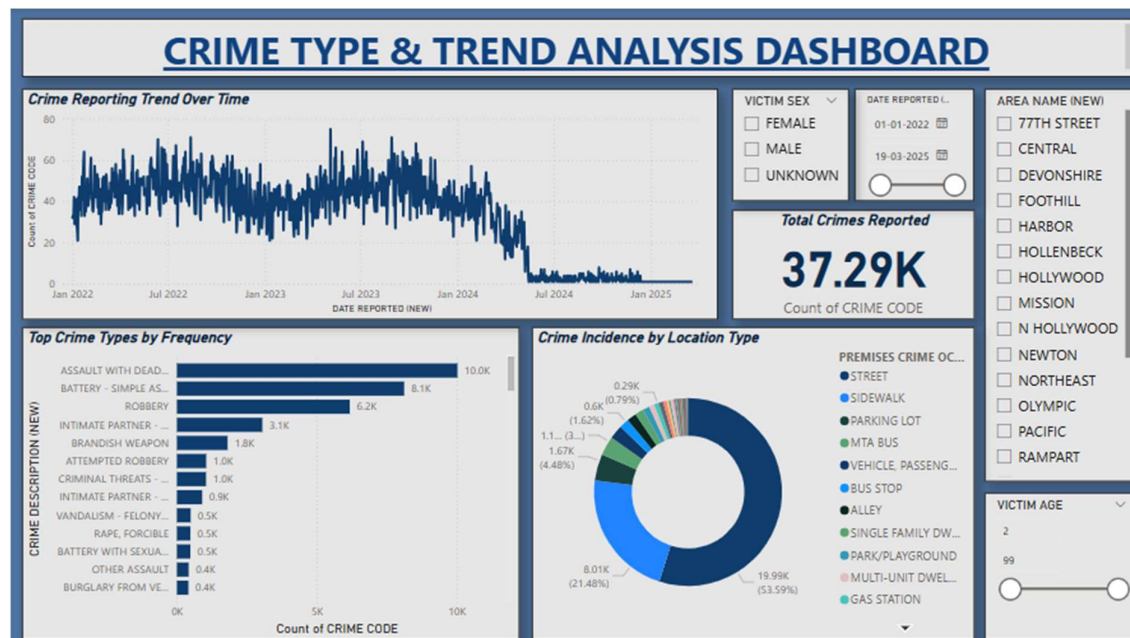 CRIME TYPE & TREND ANALYSIS DASHBOARD
Crime Reporting Trend Over Time
80
60
40
20
0
Count of CRIME CODE
Jan 2022 Jul 2022 Jan 2023 Jul 2023 Jan 2024 Jul 2024 Jan 2025
DATE REPORTED (NEW)
VICTIM SEX
FEMALE
MALE
UNKNOWN
DATE REPORTED (...
01-01-2022
19-03-2025
Total Crimes Reported
37.29K
Count of CRIME CODE
AREA NAME (NEW)
77TH STREET
CENTRAL
DEVONSHIRE
FOOTHILL
HARBOR
HOLLENBECK
HOLLYWOOD
MISSION
N HOLLYWOOD
NEWTON
NORTHEAST
OLYMPIC
PACIFIC
RAMPART
Top Crime Types by Frequency
CRIME DESCRIPTION (NEW)
ASSAULT WITH DEAD... 10.0K
BATTERY - SIMPLE AS... 8.1K
ROBBERY 6.2K
INTIMATE PARTNER - ... 3.1K
BRANDISH WEAPON 1.8K
ATTEMPTED ROBBERY 1.0K
CRIMINAL THREATS - ... 1.0K
INTIMATE PARTNER - ... 0.9K
VANDALISM - FELONY... 0.5K
RAPE, FORCIBLE 0.5K
BATTERY WITH SEXUA... 0.5K
OTHER ASSAULT 0.4K
BURGLARY FROM VE... 0.4K
0K 5K 10K
Count of CRIME CODE
Crime Incidence by Location Type
0.29K
(0.79%)
0.6K
(1.62%)
1.1... (3...)
1.67K
(4.48%)
8.01K
(21.48%)
19.99K
(53.59%)
PREMISES CRIME OC...
STREET
SIDEWALK
PARKING LOT
MTA BUS
VEHICLE, PASSENG...
BUS STOP
ALLEY
SINGLE FAMILY DW...
PARK/PLAYGROUND
MULTI-UNIT DWEL...
GAS STATION
VICTIM AGE
2
99